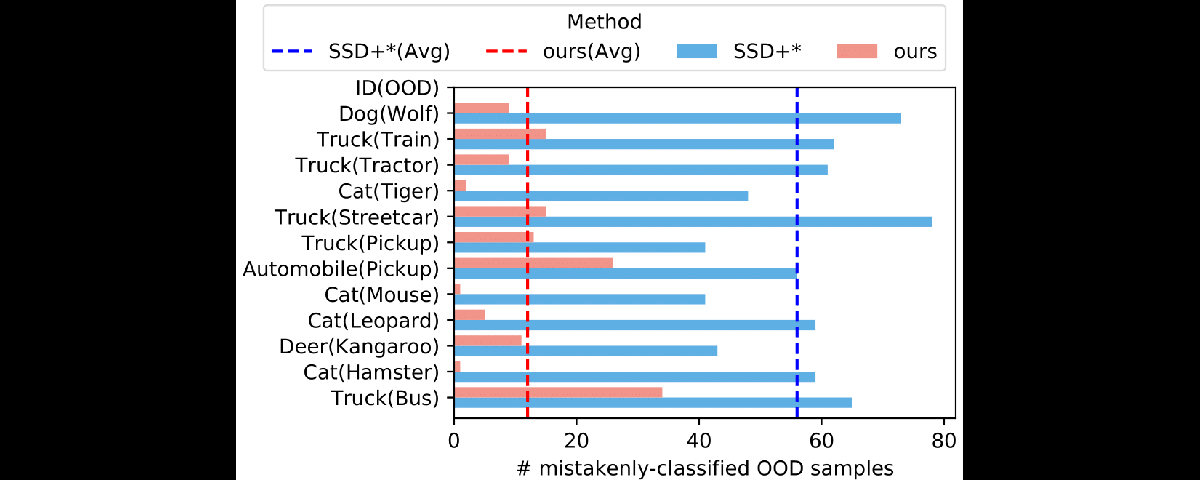 Method
SSD+*(Avg) ours(Avg) SSD+* ours
ID(OOD)
Dog(Wolf)
Truck(Train)
Truck(Tractor)
Cat(Tiger)
Truck(Streetcar)
Truck(Pickup)
Automobile(Pickup)
Cat(Mouse)
Cat(Leopard)
Deer(Kangaroo)
Cat(Hamster)
Truck(Bus)
0 20 40 60 80
# mistakenly-classified OOD samples